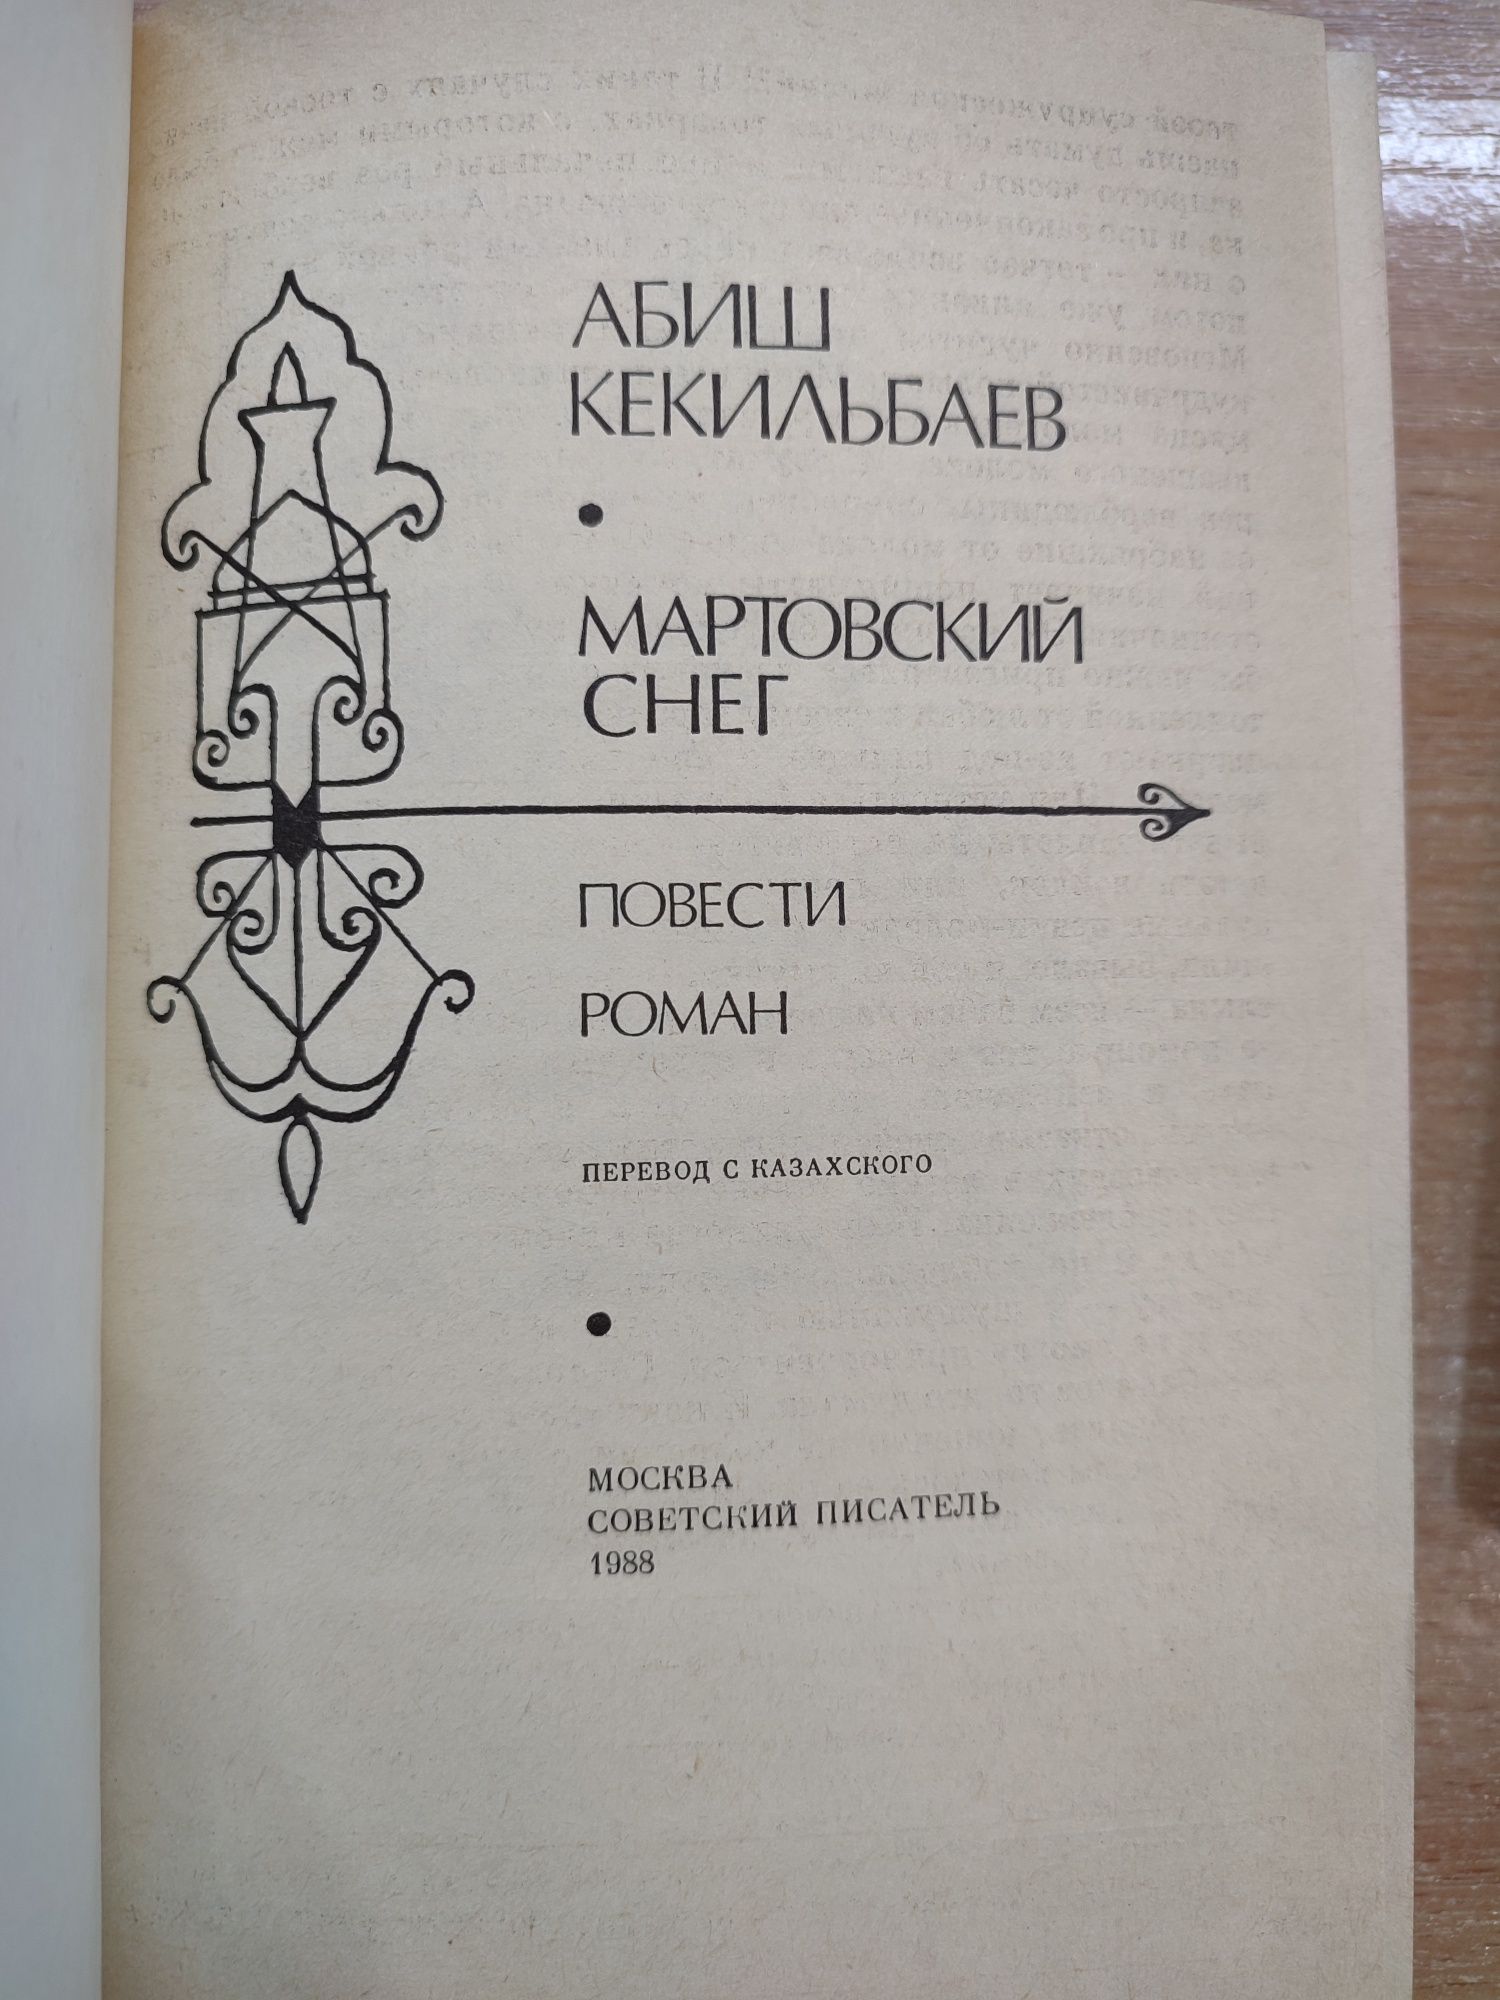 АБИШ
КЕКИЛЬБАЕВ
МАРТОВСКИЙ
СНЕГ
ПОВЕСТИ
РОМАН
ПЕРЕВОД С КАЗАХСКОГО
МОСКВА
СОВЕТСКИЙ ПИСАТЕЛЬ
1988